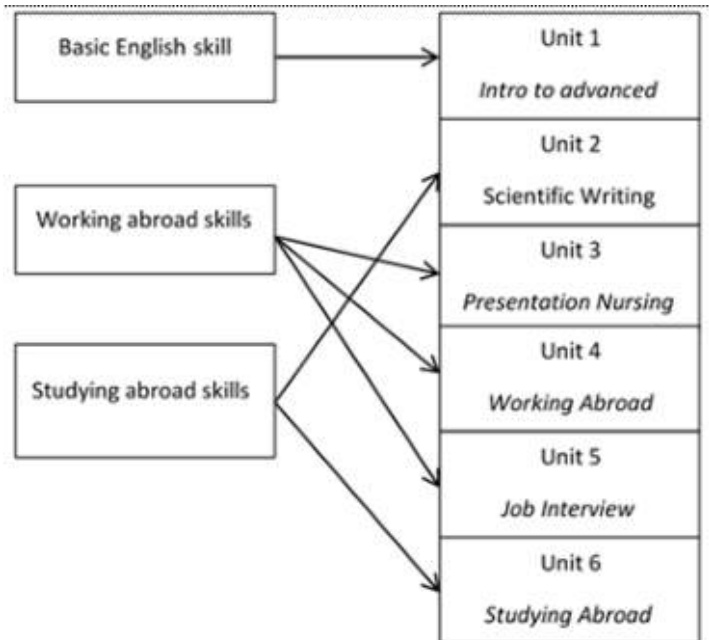 Basic English skill
Working abroad skills
Studying abroad skills
Unit 1
Intro to advanced
Unit 2
Scientific Writing
Unit 3
Presentation Nursing
Unit 4
Working Abroad
Unit 5
Job Interview
Unit 6
Studying Abroad